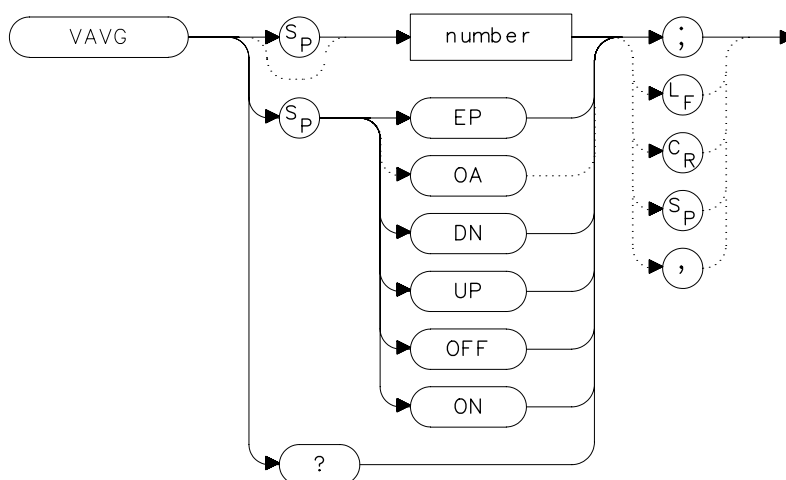 VAVG SP number ;
LF
SP EP
CR
OA
SP
DN
,
UP
OFF
ON
?